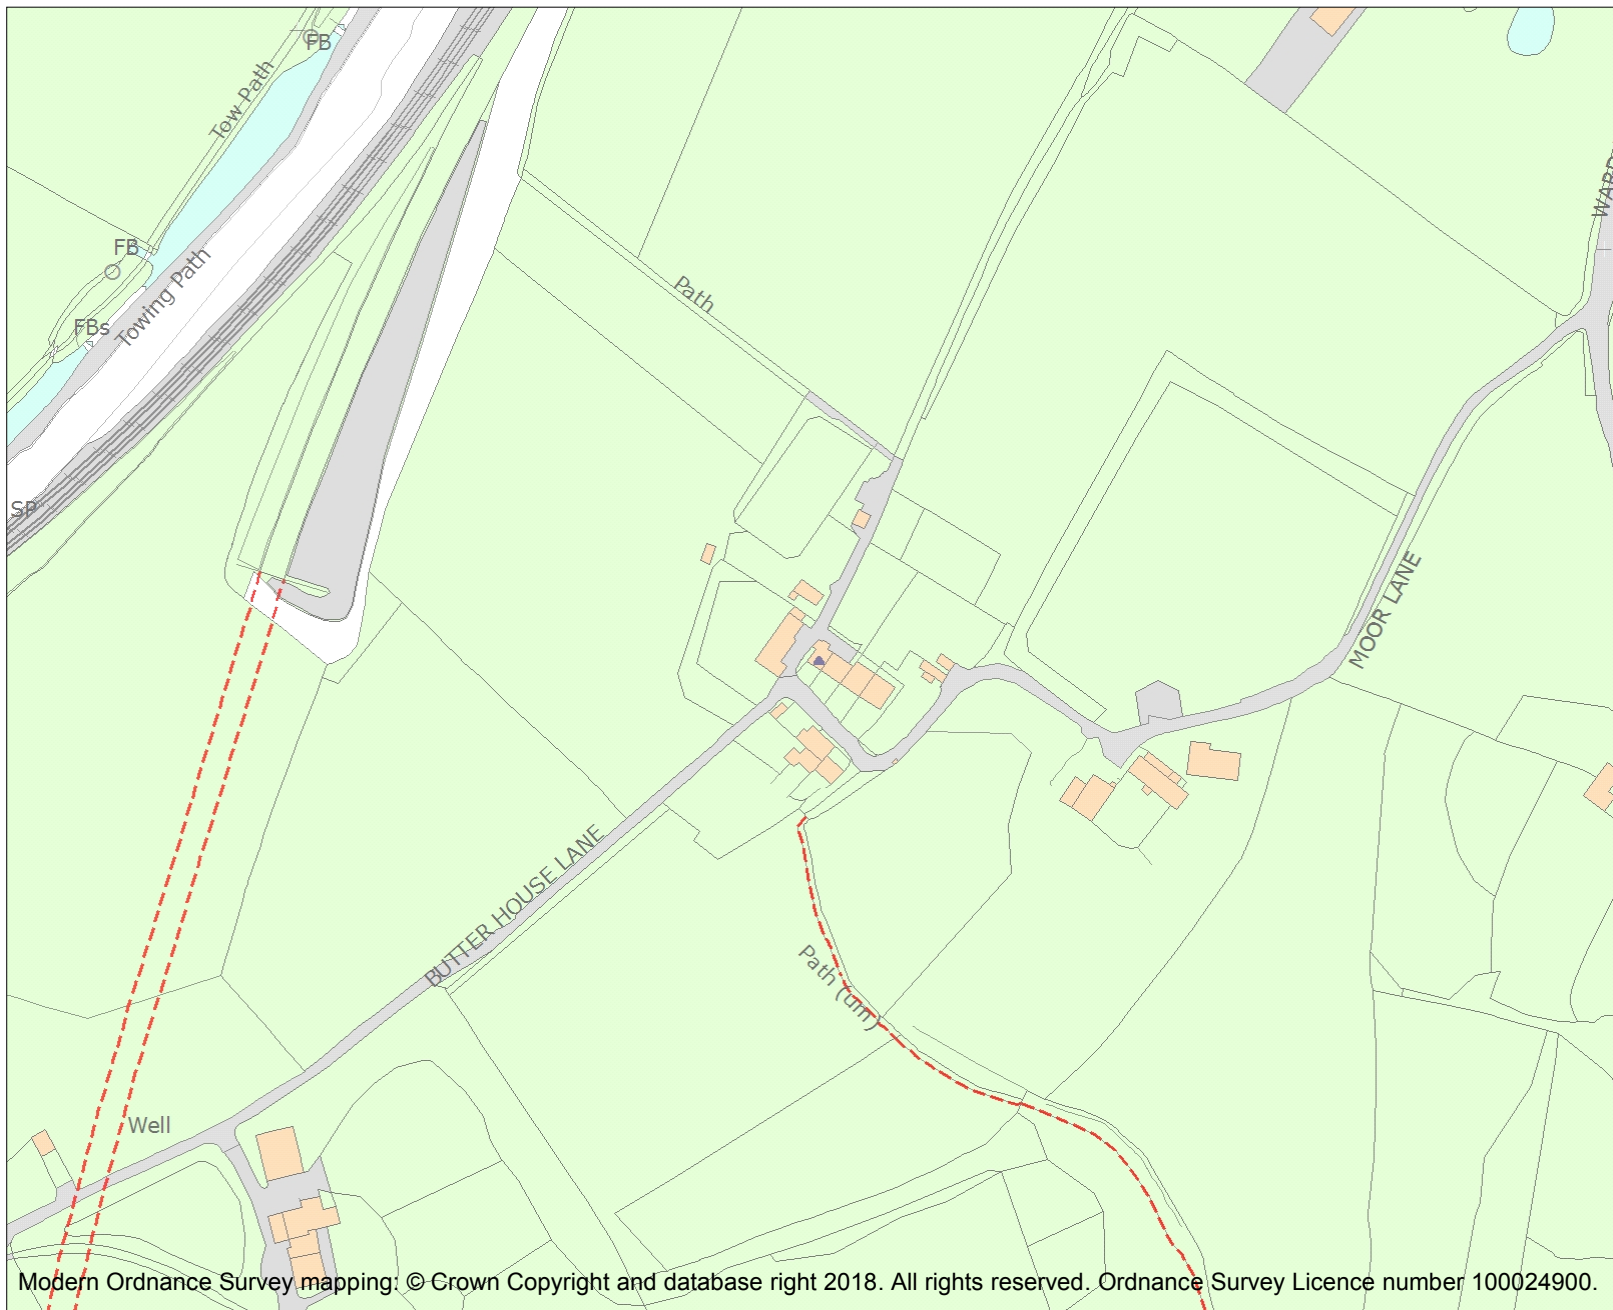 FB
Tow Path
WARD
FB
Towing Path
Path
FBs
SP
MOOR LANE
BUTTER HOUSE LANE
Path (um)
Well
Modern Ordnance Survey mapping: © Crown Copyright and database right 2018. All rights reserved. Ordnance Survey Licence number 100024900.